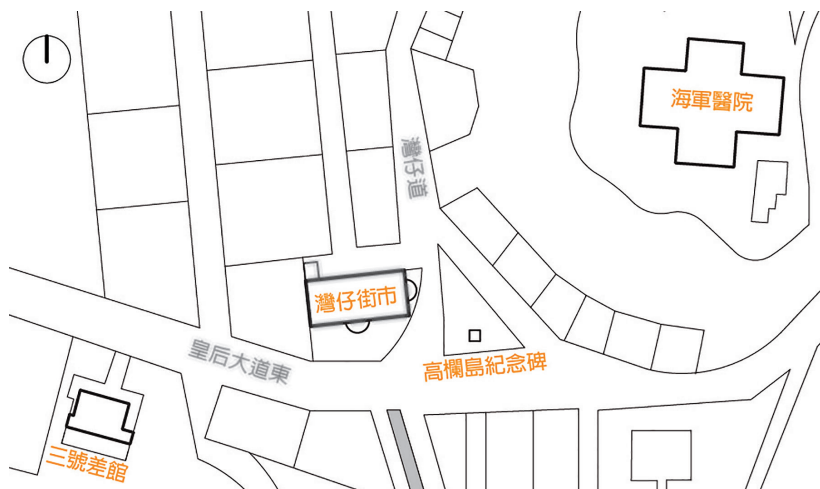 海軍醫院
灣仔道
灣仔街市
皇后大道東
高欄島紀念碑
三號差館